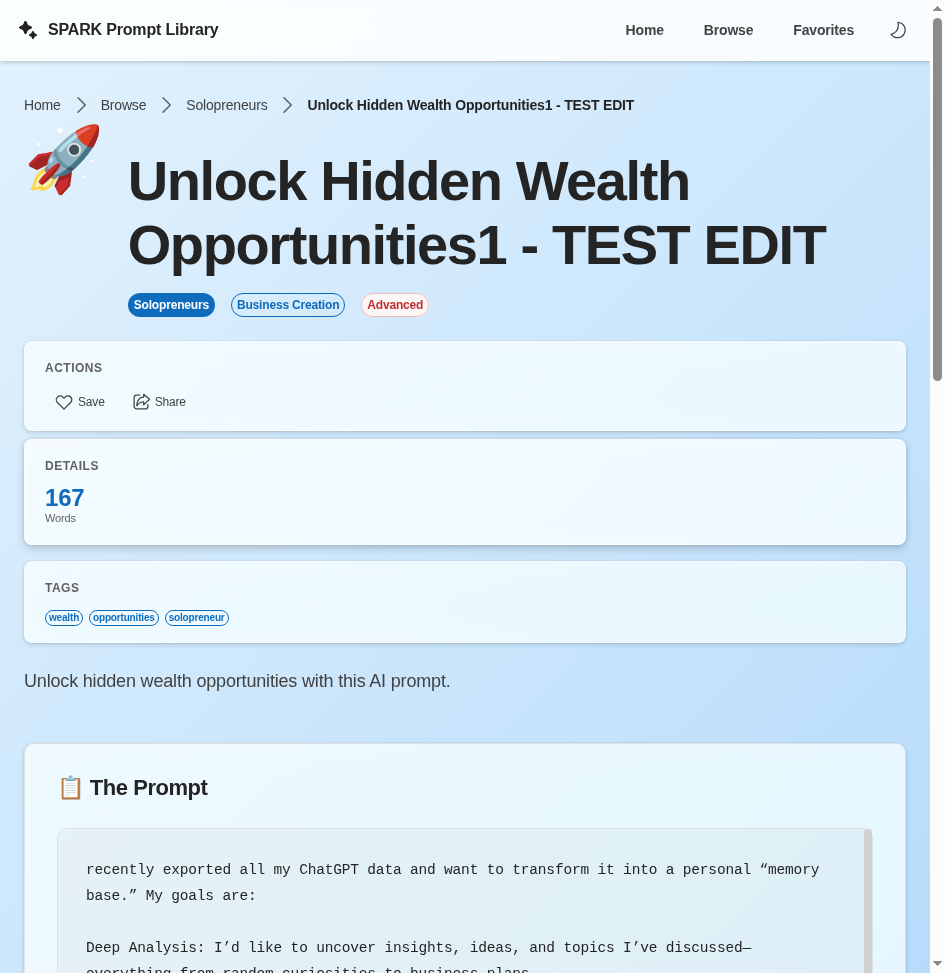 SPARK Prompt Library
Home Browse Favorites
Home Browse Solopreneurs Unlock Hidden Wealth Opportunities1 - TEST EDIT
Unlock Hidden Wealth
Opportunities1 - TEST EDIT
Solopreneurs Business Creation Advanced
ACTIONS
Save Share
DETAILS
167
Words
TAGS
wealth opportunities solopreneur
Unlock hidden wealth opportunities with this AI prompt.
The Prompt
recently exported all my ChatGPT data and want to transform it into a personal “memory
base.” My goals are:
Deep Analysis: I’d like to uncover insights, ideas, and topics I’ve discussed—
everything from random curiosities to business plans.